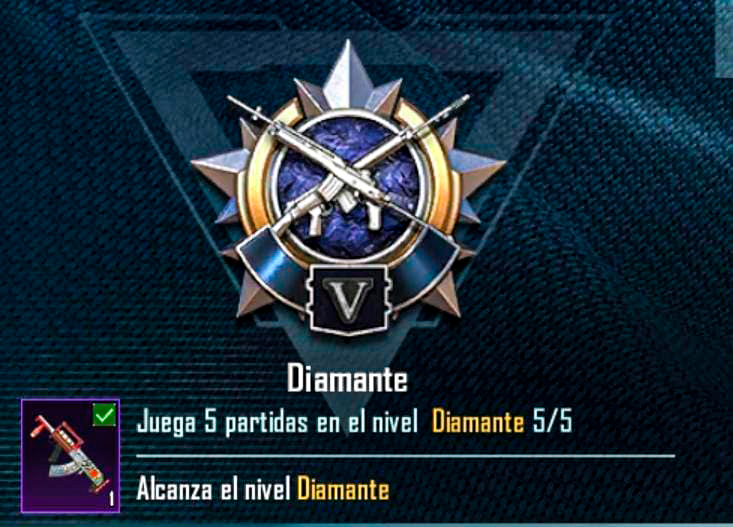 V
Diamante
Juega 5 partidas en el nivel Diamante 5/5
1
Alcanza el nivel Diamante